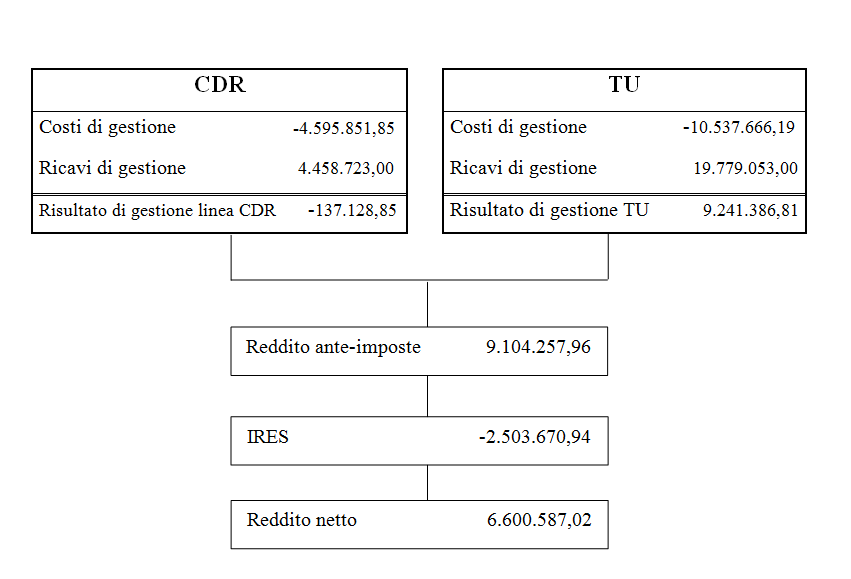 CDR
Costi di gestione -4.595.851,85
Ricavi di gestione 4.458.723,00
Risultato di gestione linea CDR -137.128,85
TU
Costi di gestione -10.537.666,19
Ricavi di gestione 19.779.053,00
Risultato di gestione TU 9.241.386,81
Reddito ante-imposte 9.104.257,96
IRES -2.503.670,94
Reddito netto 6.600.587,02